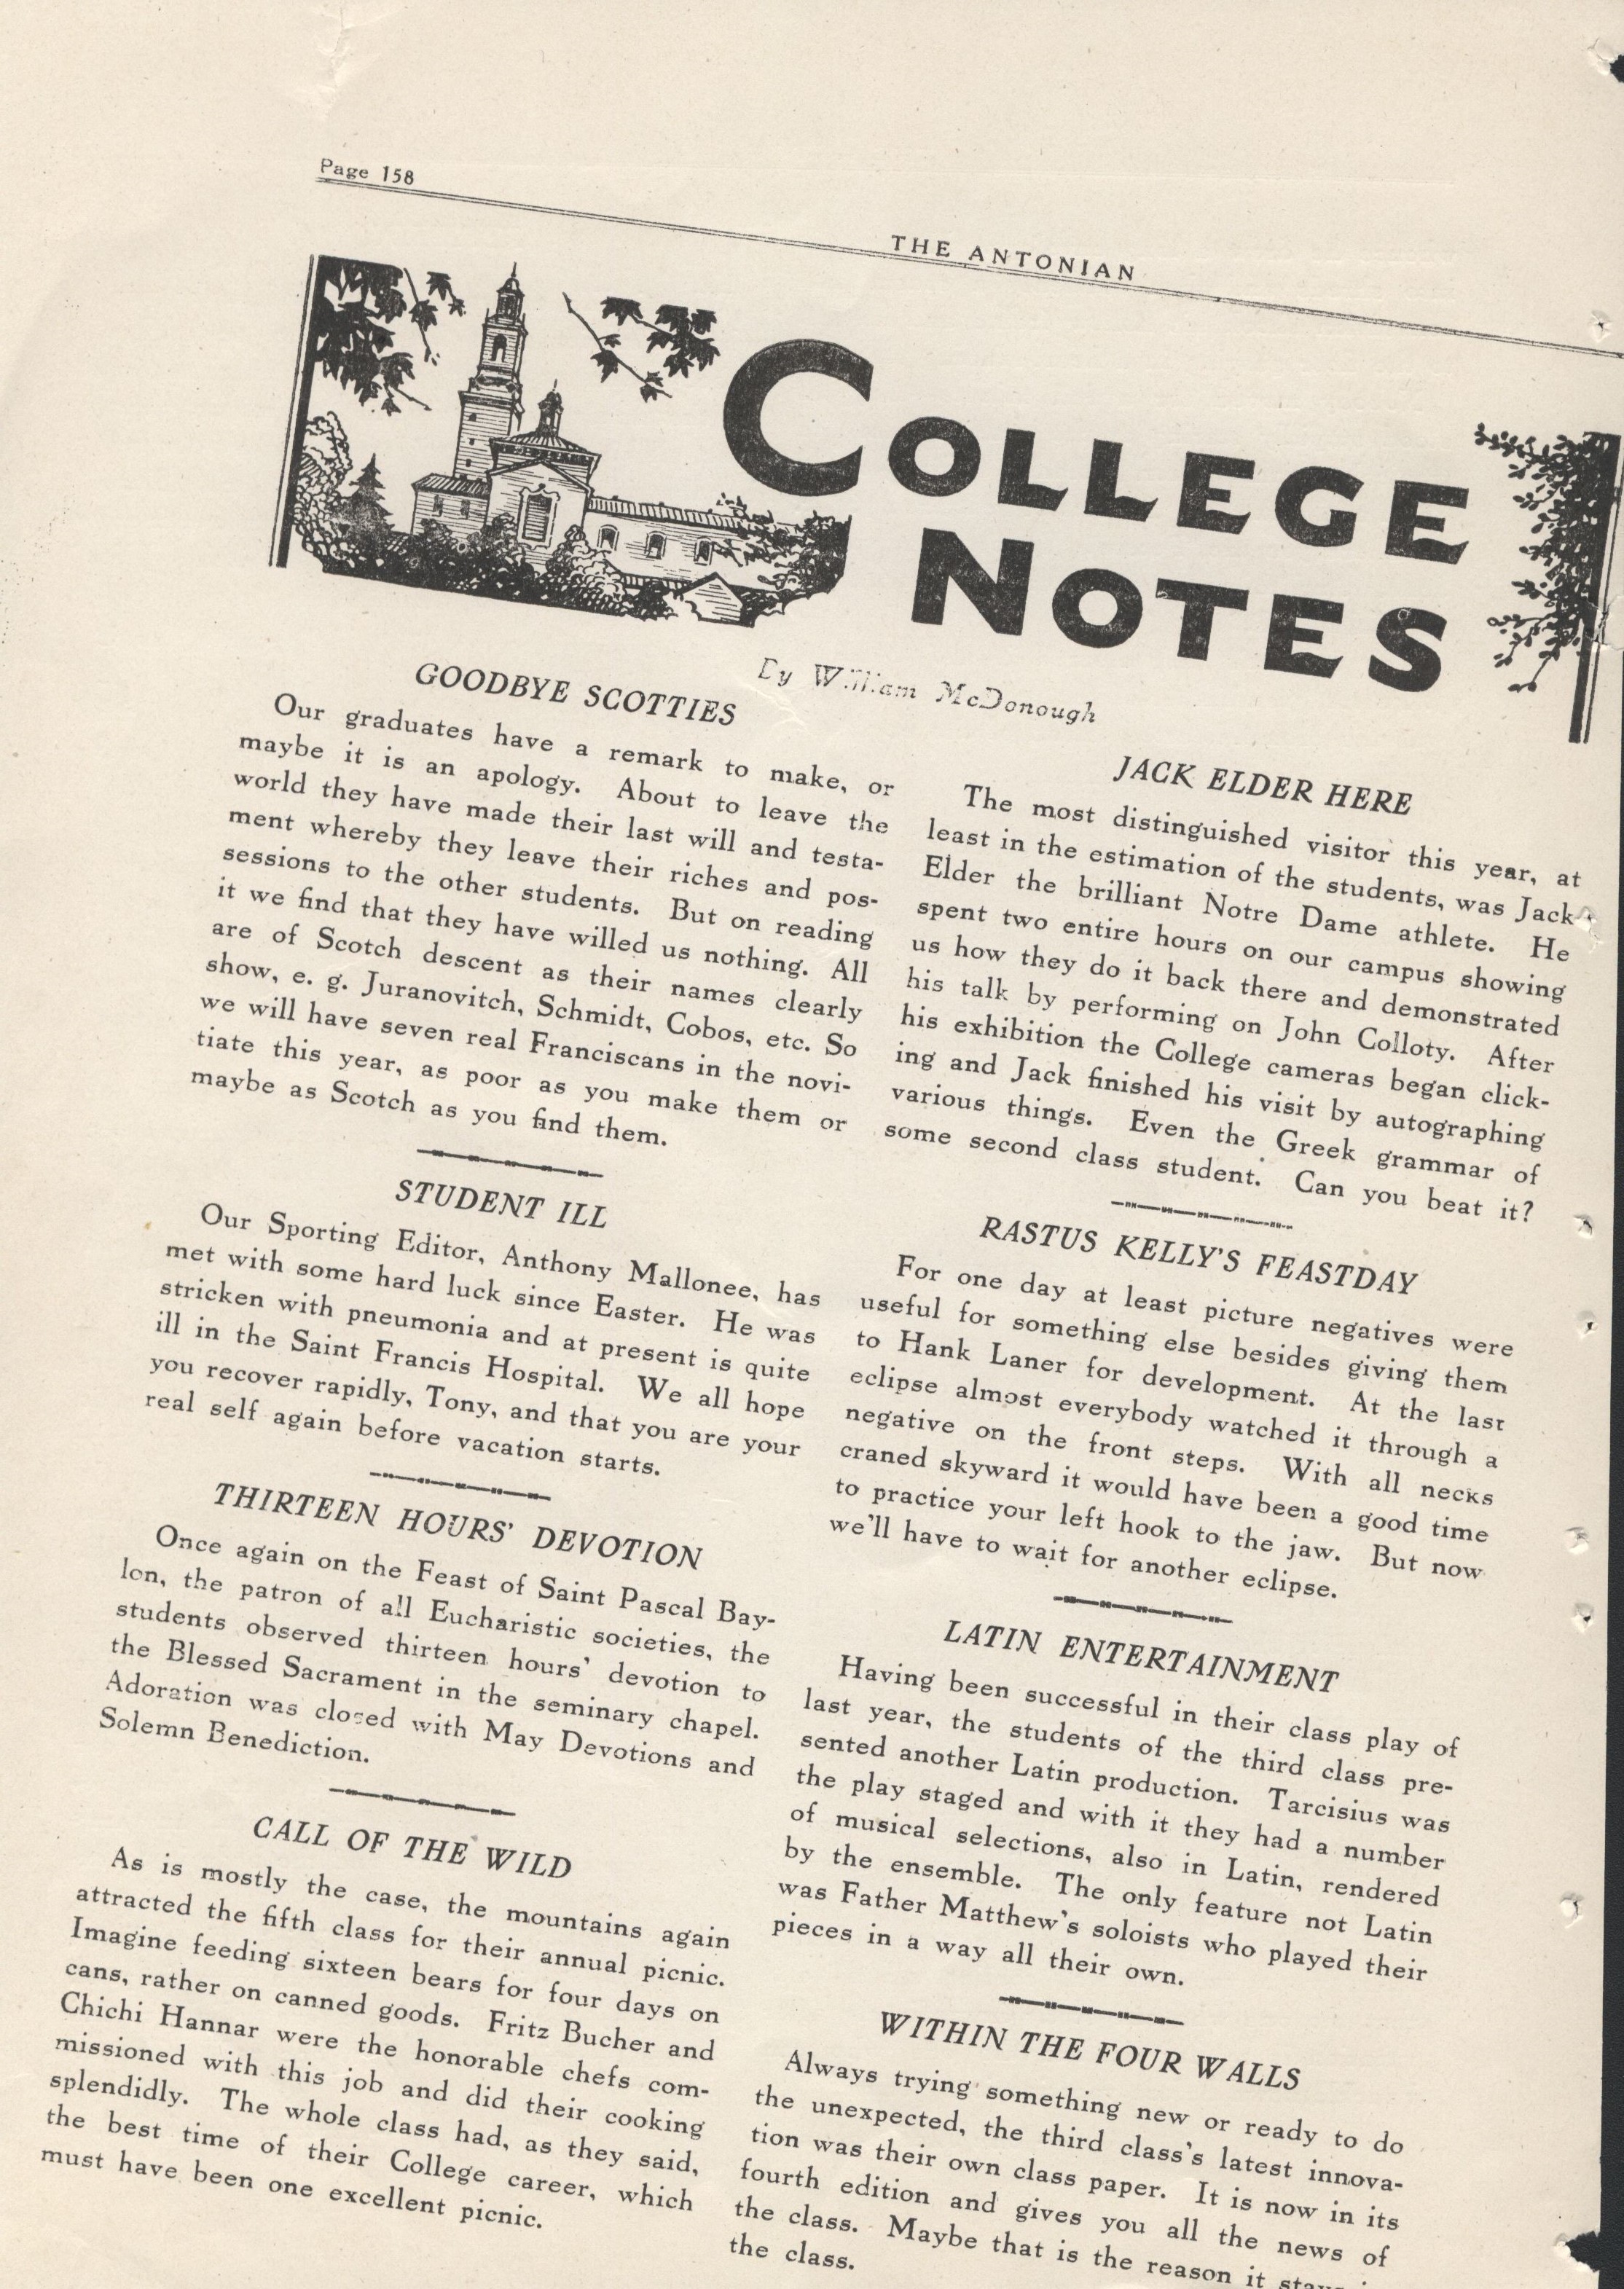 Page 158
THE ANTONIAN
COLLEGE
NOTES
By William McDonough
GOODBYE SCOTTIES
Our graduates have a remark to make, or
maybe it is an apology. About to leave the
world they have made their last will and testa-
ment whereby they leave their riches and pos-
sessions to the other students. But on reading
it we find that they have willed us nothing. All
are of Scotch descent as their names clearly
show, e. g. Juranovitch, Schmidt, Cobos, etc. So
we will have seven real Franciscans in the novi-
tiate this year, as poor as you make them or
maybe as Scotch as you find them.
STUDENT ILL
Our Sporting Editor, Anthony Mallonee, has
met with some hard luck since Easter. He was
stricken with pneumonia and at present is quite
ill in the Saint Francis Hospital. We all hope
you recover rapidly, Tony, and that you are your
real self again before vacation starts.
THIRTEEN HOURS' DEVOTION
Once again on the Feast of Saint Pascal Bay-
lon, the patron of all Eucharistic societies, the
students observed thirteen hours' devotion to
the Blessed Sacrament in the seminary chapel.
Adoration was closed with May Devotions and
Solemn Benediction.
CALL OF THE WILD
As is mostly the case, the mountains again
attracted the fifth class for their annual picnic.
Imagine feeding sixteen bears for four days on
cans, rather on canned goods. Fritz Bucher and
Chichi Hannar were the honorable chefs com-
missioned with this job and did their cooking
splendidly. The whole class had, as they said,
the best time of their College career, which
must have been one excellent picnic.
JACK ELDER HERE
The most distinguished visitor this year, at
least in the estimation of the students, was Jack
Elder the brilliant Notre Dame athlete. He
spent two entire hours on our campus showing
us how they do it back there and demonstrated
his talk by performing on John Colloty. After
his exhibition the College cameras began click-
ing and Jack finished his visit by autographing
various things. Even the Greek grammar of
some second class student. Can you beat it?
RASTUS KELLY'S FEASTDAY
For one day at least picture negatives were
useful for something else besides giving them
to Hank Laner for development. At the last
eclipse almost everybody watched it through a
negative on the front steps. With all necks
craned skyward it would have been a good time
to practice your left hook to the jaw. But now
we'll have to wait for another eclipse.
LATIN ENTERTAINMENT
Having been successful in their class play of
last year, the students of the third class pre-
sented another Latin production. Tarcisius was
the play staged and with it they had a number
of musical selections, also in Latin, rendered
by the ensemble. The only feature not Latin
was Father Matthew's soloists who played their
pieces in a way all their own.
WITHIN THE FOUR WALLS
Always trying something new or ready to do
the unexpected, the third class's latest innova-
tion was their own class paper. It is now in its
fourth edition and gives you all the news of
the class. Maybe that is the reason it
the class.